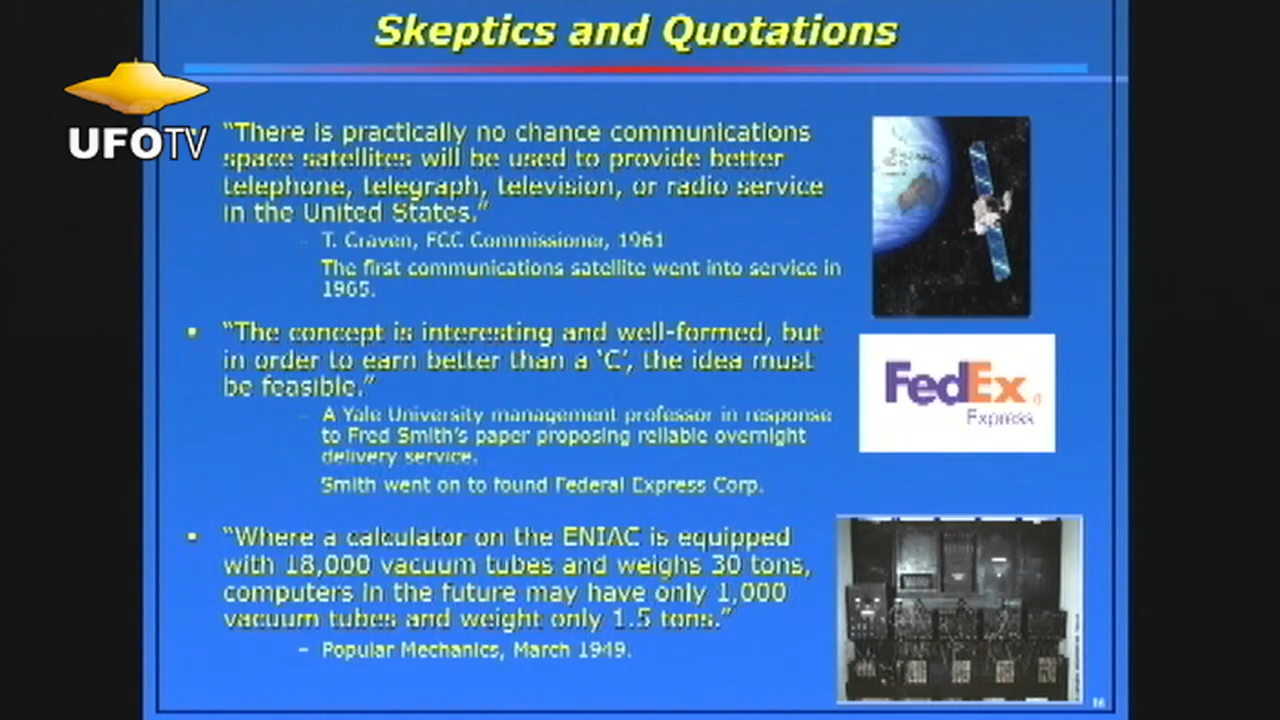 Skeptics and Quotations
UFOTV
“There is practically no chance communications
space satellites will be used to provide better
telephone, telegraph, television, or radio service
in the United States.”
- T. Craven, FCC Commissioner, 1961
The first communications satellite went into service in
1965.
▪ “The concept is interesting and well-formed, but
in order to earn better than a ‘C’, the idea must
be feasible.”
- A Yale University management professor in response
to Fred Smith’s paper proposing reliable overnight
delivery service.
Smith went on to found Federal Express Corp.
FedEx®
Express
▪ “Where a calculator on the ENIAC is equipped
with 18,000 vacuum tubes and weighs 30 tons,
computers in the future may have only 1,000
vacuum tubes and weight only 1.5 tons.”
– Popular Mechanics, March 1949.